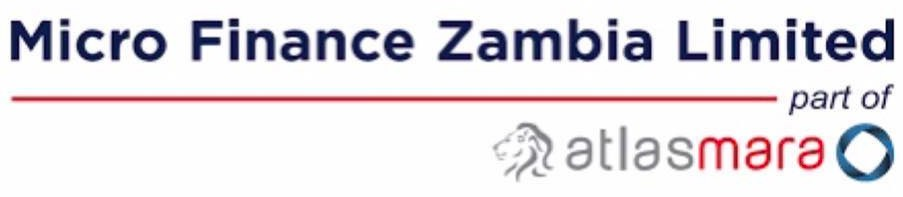 Micro Finance Zambia Limited
part of
atlasmara